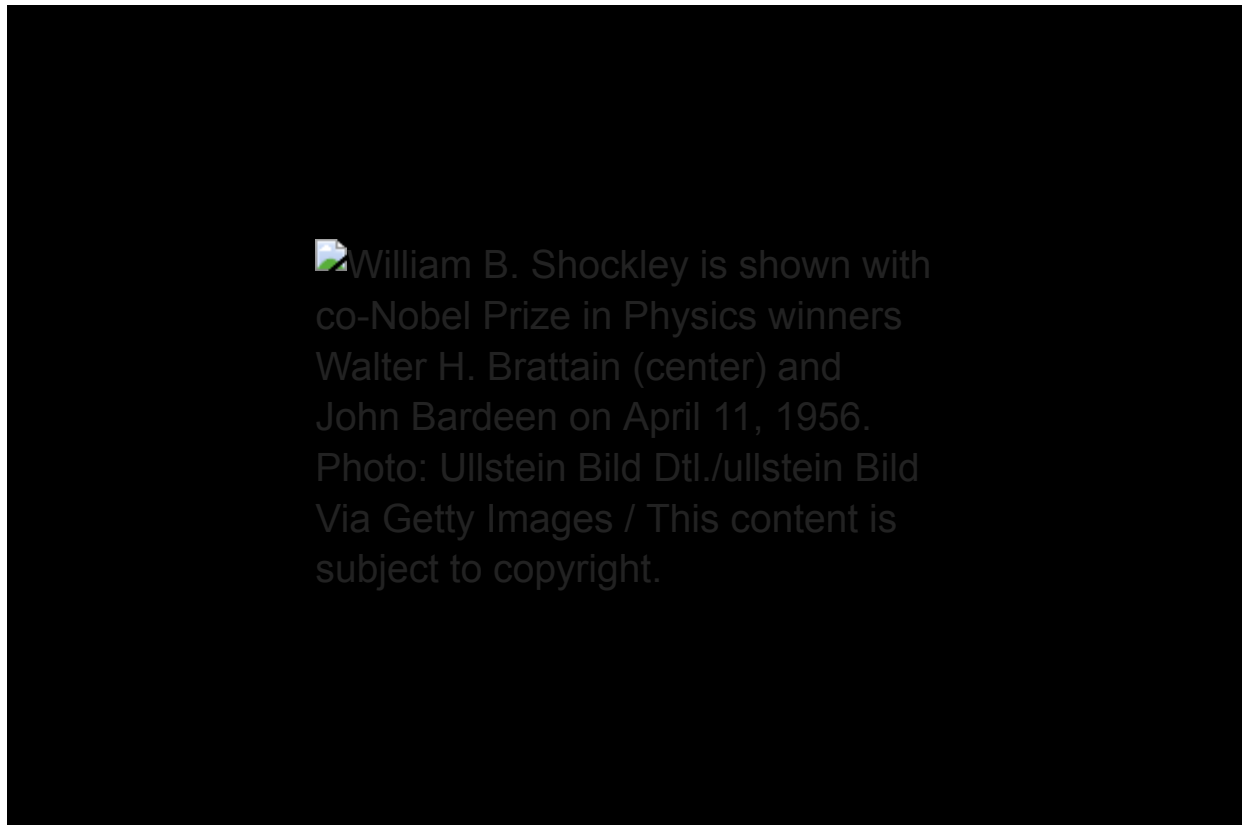 William B. Shockley is shown with
co-Nobel Prize in Physics winners
Walter H. Brattain (center) and
John Bardeen on April 11, 1956.
Photo: Ullstein Bild Dtl./ullstein Bild
Via Getty Images / This content is
subject to copyright.